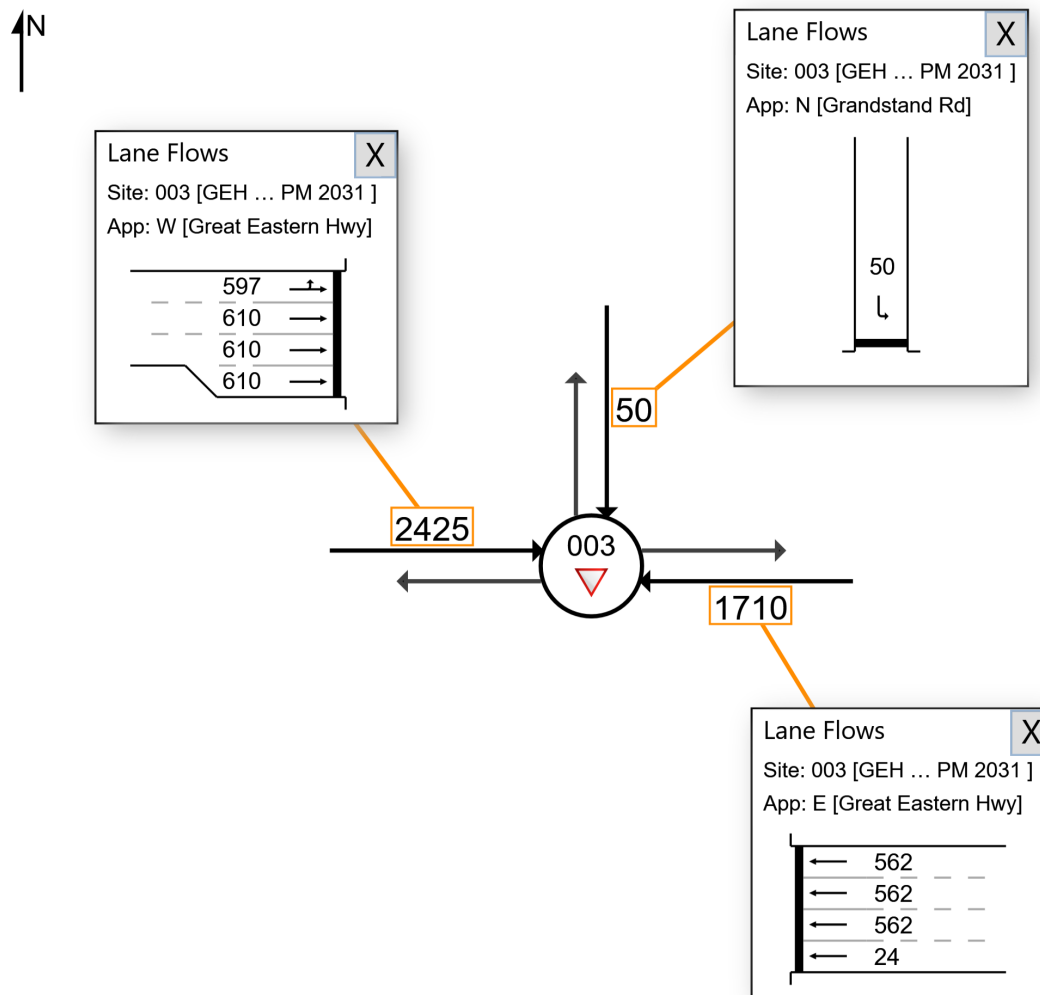 N
Lane Flows X
Site: 003 [GEH ... PM 2031 ]
App: N [Grandstand Rd]
50
Lane Flows X
Site: 003 [GEH ... PM 2031 ]
App: W [Great Eastern Hwy]
597
610
610
610
50
2425
003
1710
Lane Flows X
Site: 003 [GEH ... PM 2031 ]
App: E [Great Eastern Hwy]
562
562
562
24